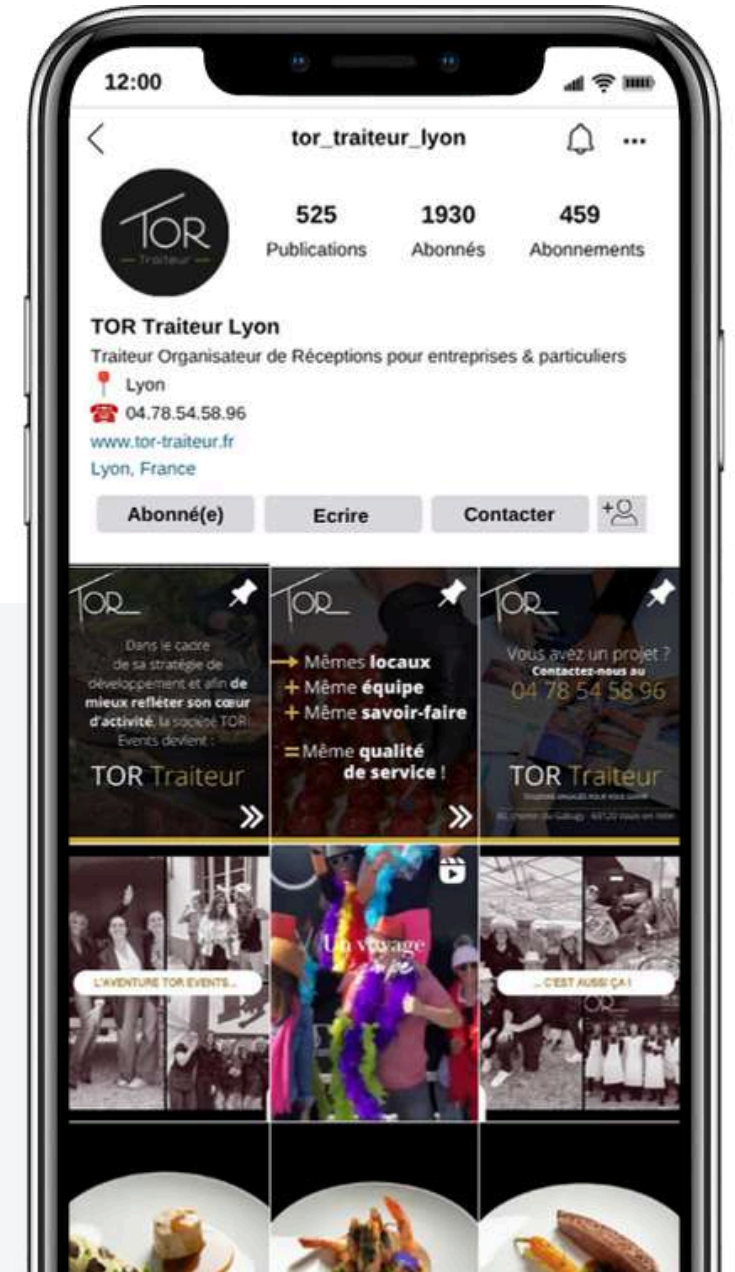 12:00
tor_traiteur_lyon
TOR
Traiteur
525
1930
459
Publications
Abonnés
Abonnements
TOR Traiteur Lyon
Traiteur Organisateur de Réceptions pour entreprises & particuliers
Lyon
04.78.54.58.96
www.tor-traiteur.fr
Lyon, France
Abonné(e)
Ecrire
Contacter
TOR
Dans le cadre
de sa stratégie de
développement et afin de
mieux refléter son cœur
d'activité, la société TOR
Events devient :
TOR Traiteur
TOR
Mêmes locaux
+ Même équipe
+ Même savoir-faire
= Même qualité
de service !
TOR
Vous avez un projet ?
Contactez-nous au
04 78 54 58 96
TOR Traiteur
L'AVENTURE TOR EVENTS...
Un voyage
... C'EST AUSSI ÇA !